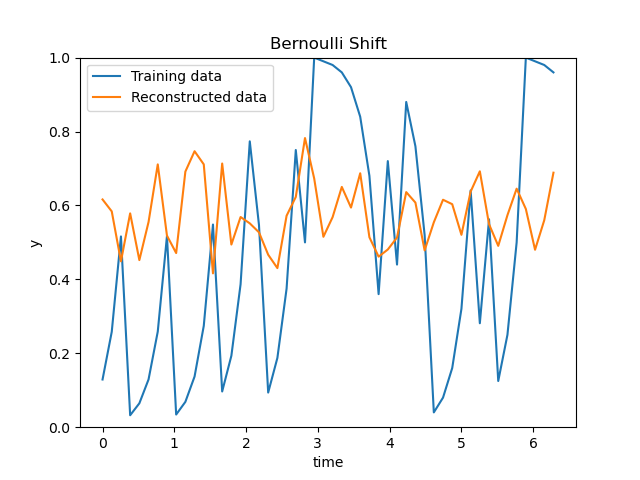 Bernoulli Shift
1.0
Training data
Reconstructed data
0.8
0.6
y
0.4
0.2
0.0
0 1 2 3 4 5 6
time